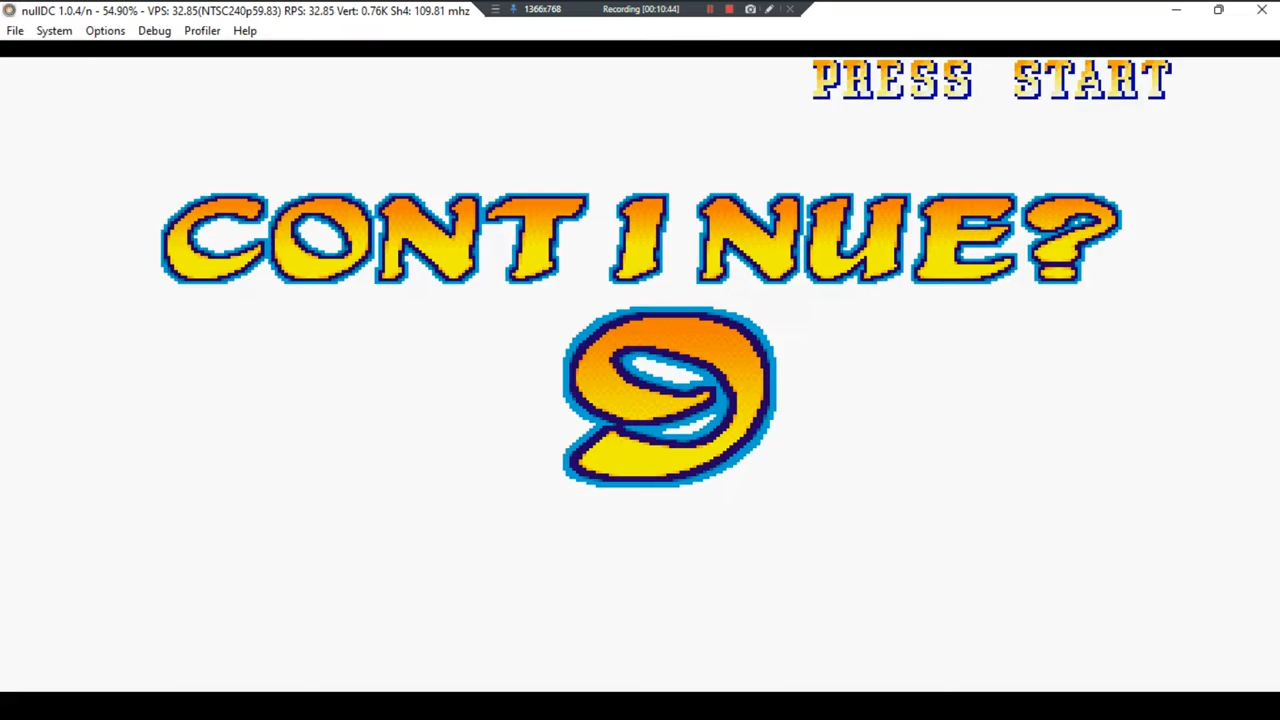 nullDC 1.0.4/n - 54.90% - VPS: 32.85(NTSC240p59.83) RPS: 32.85 Vert: 0.76K Sh4: 109.81 mhz
1366x768
Recording [00:10:44]
File System Options Debug Profiler Help
PRESS START
CONTINUE?
9